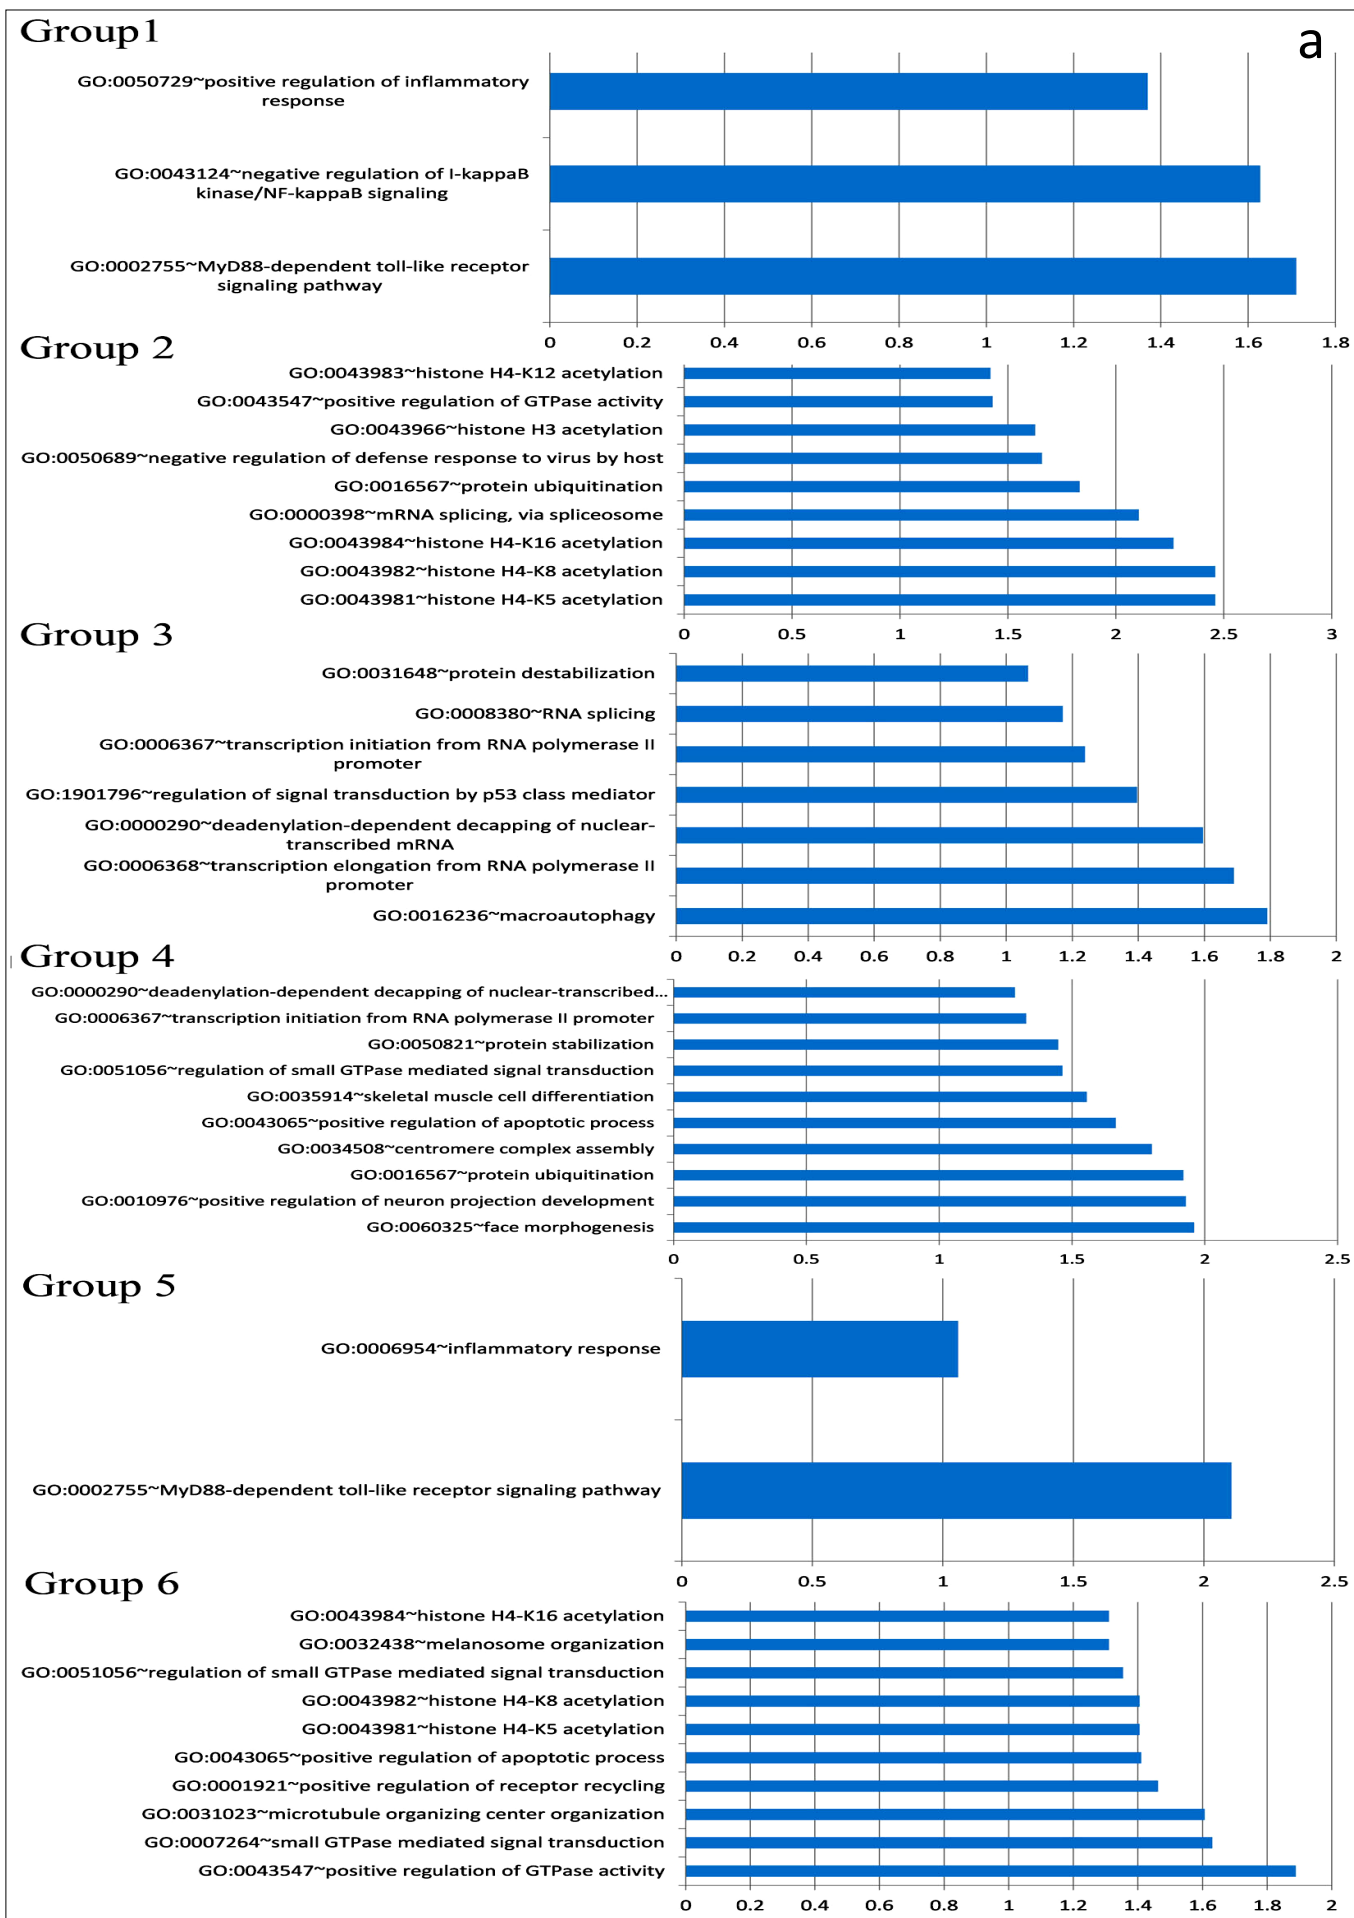 Group1
a
GO:0050729~positive regulation of inflammatory
response
GO:0043124~negative regulation of I-kappaB
kinase/NF-kappaB signaling
GO:0002755~MyD88-dependent toll-like receptor
signaling pathway
0 0.2 0.4 0.6 0.8 1 1.2 1.4 1.6 1.8
Group 2
GO:0043983~histone H4-K12 acetylation
GO:0043547~positive regulation of GTPase activity
GO:0043966~histone H3 acetylation
GO:0050689~negative regulation of defense response to virus by host
GO:0016567~protein ubiquitination
GO:0000398~mRNA splicing, via spliceosome
GO:0043984~histone H4-K16 acetylation
GO:0043982~histone H4-K8 acetylation
GO:0043981~histone H4-K5 acetylation
0 0.5 1 1.5 2 2.5 3
Group 3
GO:0031648~protein destabilization
GO:0008380~RNA splicing
GO:0006367~transcription initiation from RNA polymerase II
promoter
GO:1901796~regulation of signal transduction by p53 class mediator
GO:0000290~deadenylation-dependent decapping of nuclear-
transcribed mRNA
GO:0006368~transcription elongation from RNA polymerase II
promoter
GO:0016236~macroautophagy
0 0.2 0.4 0.6 0.8 1 1.2 1.4 1.6 1.8 2
Group 4
GO:0000290~deadenylation-dependent decapping of nuclear-transcribed...
GO:0006367~transcription initiation from RNA polymerase II promoter
GO:0050821~protein stabilization
GO:0051056~regulation of small GTPase mediated signal transduction
GO:0035914~skeletal muscle cell differentiation
GO:0043065~positive regulation of apoptotic process
GO:0034508~centromere complex assembly
GO:0016567~protein ubiquitination
GO:0010976~positive regulation of neuron projection development
GO:0060325~face morphogenesis
0 0.5 1 1.5 2 2.5
Group 5
GO:0006954~inflammatory response
GO:0002755~MyD88-dependent toll-like receptor signaling pathway
0 0.5 1 1.5 2 2.5
Group 6
GO:0043984~histone H4-K16 acetylation
GO:0032438~melanosome organization
GO:0051056~regulation of small GTPase mediated signal transduction
GO:0043982~histone H4-K8 acetylation
GO:0043981~histone H4-K5 acetylation
GO:0043065~positive regulation of apoptotic process
GO:0001921~positive regulation of receptor recycling
GO:0031023~microtubule organizing center organization
GO:0007264~small GTPase mediated signal transduction
GO:0043547~positive regulation of GTPase activity
0 0.2 0.4 0.6 0.8 1 1.2 1.4 1.6 1.8 2